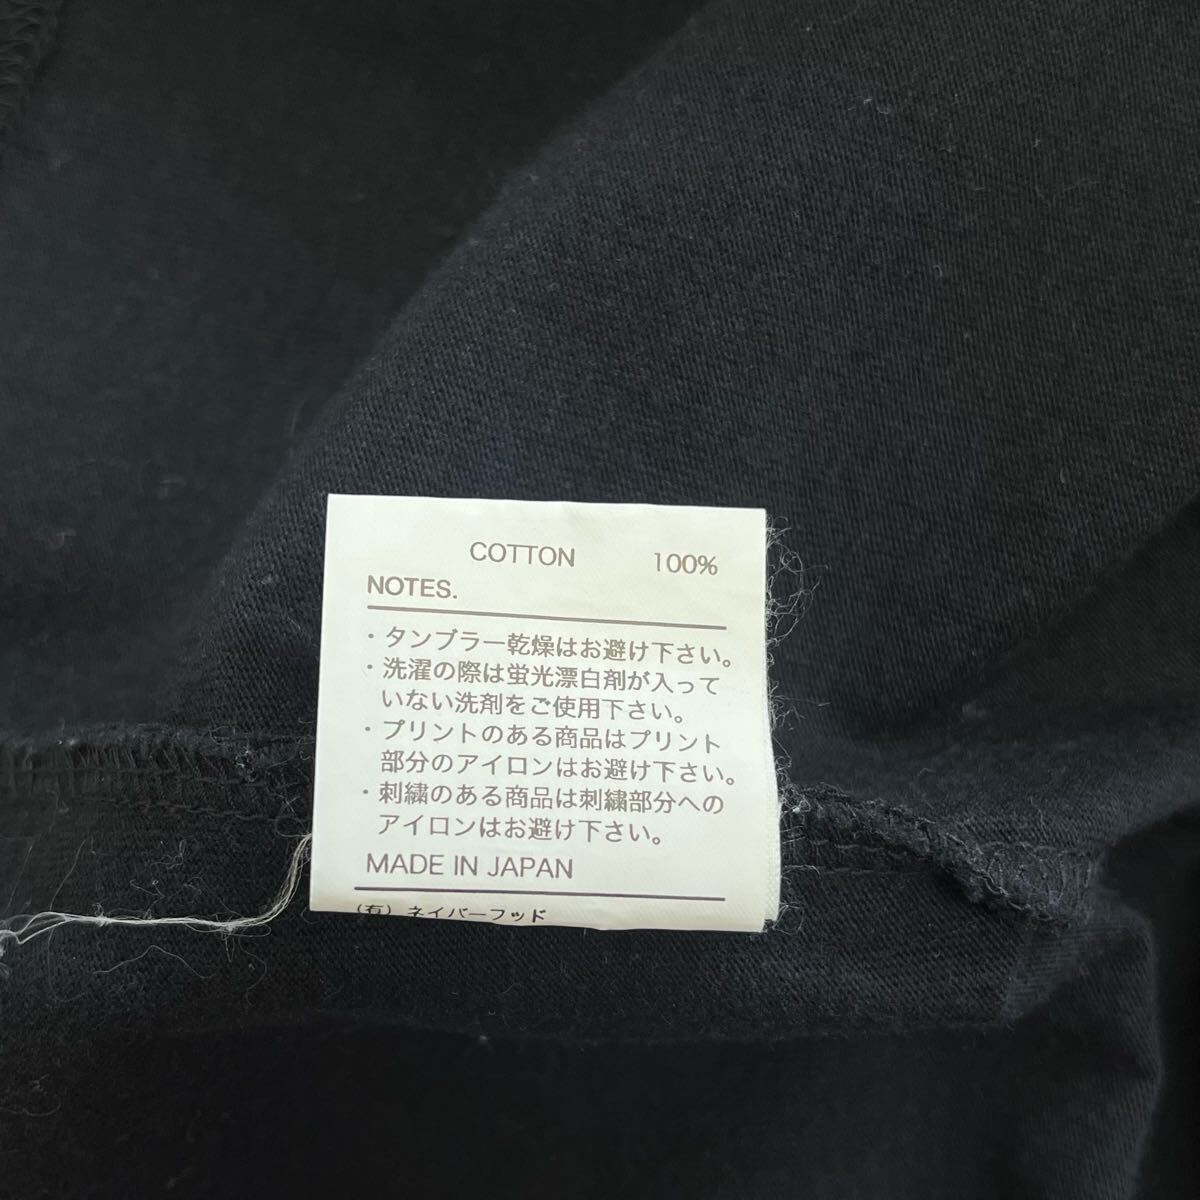 COTTON 100%
NOTES.
・タンブラー乾燥はお避け下さい。
・洗濯の際は蛍光漂白剤が入って
いない洗剤をご使用下さい。
・プリントのある商品はプリント
部分のアイロンはお避け下さい。
・刺繍のある商品は刺繍部分への
アイロンはお避け下さい。
MADE IN JAPAN
(有) ネイバーフッド